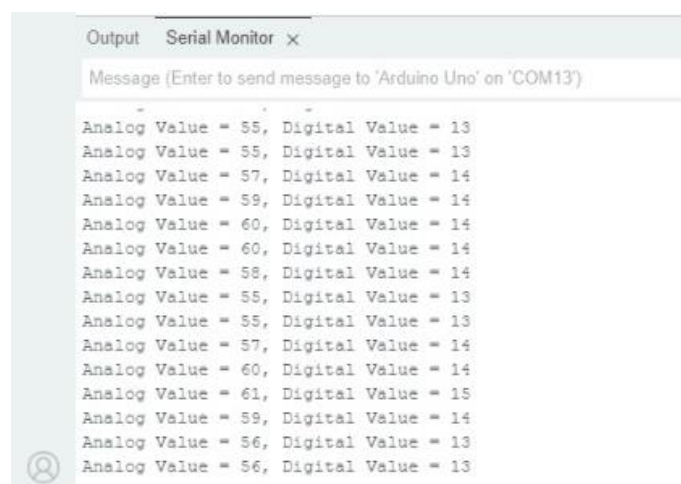 Output Serial Monitor ×
Message (Enter to send message to 'Arduino Uno' on 'COM13')
Analog Value = 55, Digital Value = 13
Analog Value = 55, Digital Value = 13
Analog Value = 57, Digital Value = 14
Analog Value = 59, Digital Value = 14
Analog Value = 60, Digital Value = 14
Analog Value = 60, Digital Value = 14
Analog Value = 58, Digital Value = 14
Analog Value = 55, Digital Value = 13
Analog Value = 55, Digital Value = 13
Analog Value = 57, Digital Value = 14
Analog Value = 60, Digital Value = 14
Analog Value = 61, Digital Value = 15
Analog Value = 59, Digital Value = 14
Analog Value = 56, Digital Value = 13
Analog Value = 56, Digital Value = 13